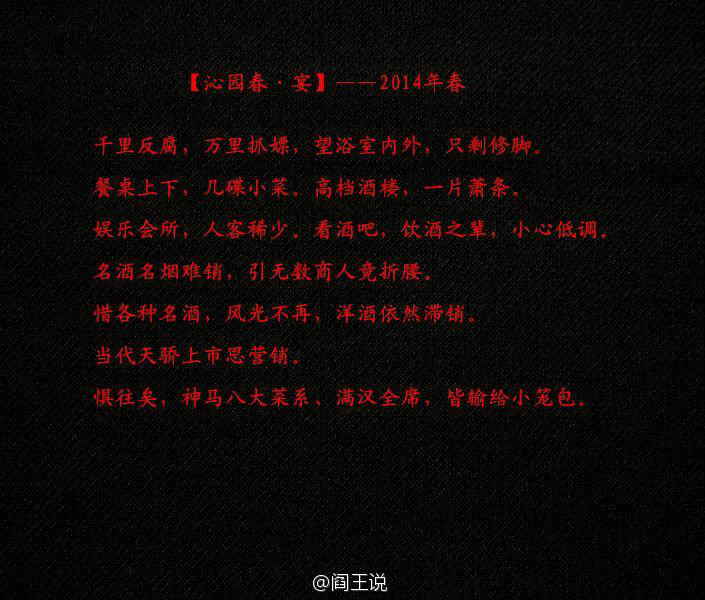 【沁园春·宴】——2014年春
千里反腐，万里抓嫖，望浴室内外，只剩修脚。
餐桌上下，几碟小菜。高档酒楼，一片萧条。
娱乐会所，人客稀少。看酒吧，饮酒之辈，小心低调。
名酒名烟难销，引无数商人竟折腰。
惜各种名酒，风光不再，洋酒依然滞销。
当代天骄上市思营销。
惧往矣，神马八大菜系、满汉全席，皆输给小笼包。
@阎王说